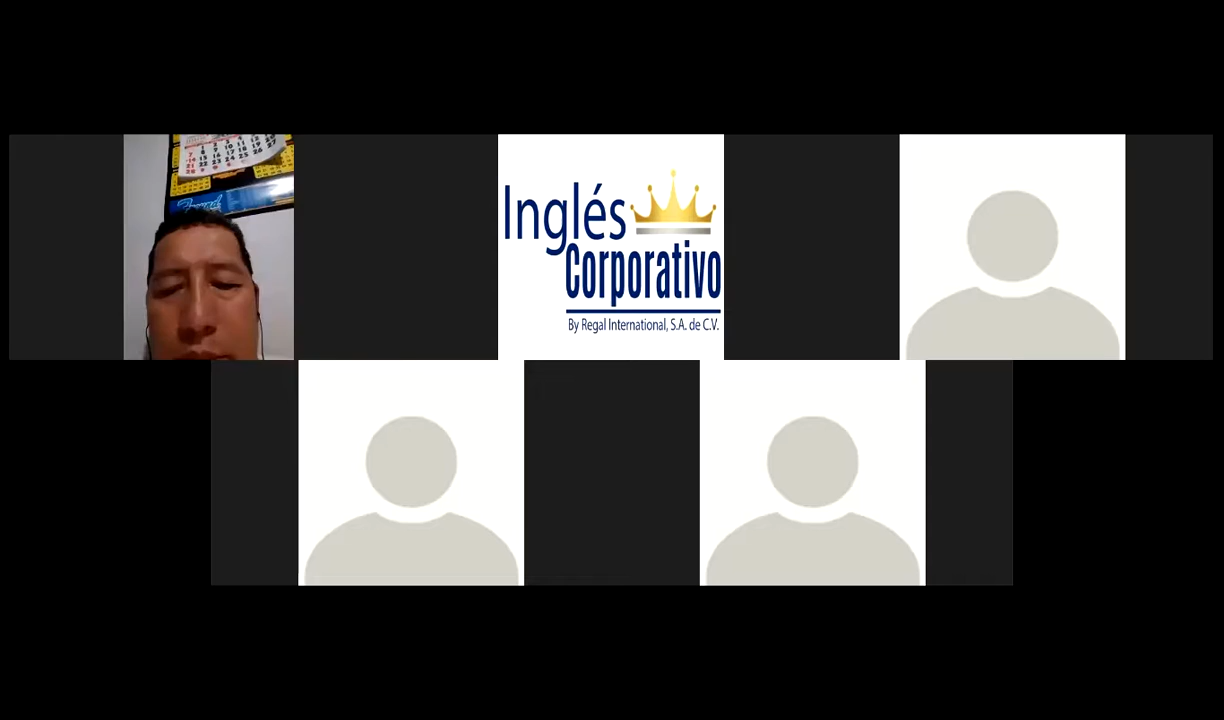 Inglés
Corporativo
By Regal International, S.A. de C.V.